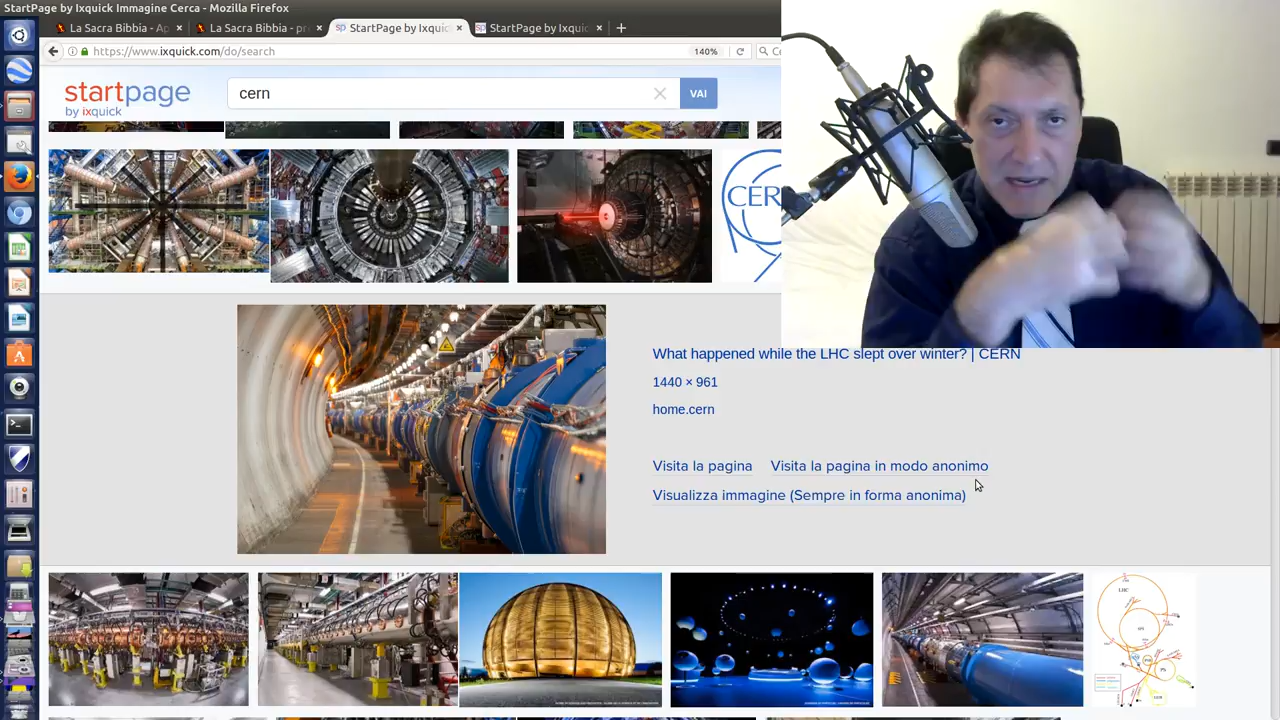 StartPage by Ixquick Immagine Cerca - Mozilla Firefox
La Sacra Bibbia - A
La Sacra Bibbia - pr
StartPage by Ixquick
StartPage by Ixquic
https://www.ixquick.com/do/search
140%
startpage
by ixquick
cern
VAI
CER
What happened while the LHC slept over winter? | CERN
1440 × 961
home.cern
Visita la pagina
Visita la pagina in modo anonimo
Visualizza immagine (Sempre in forma anonima)
LHC